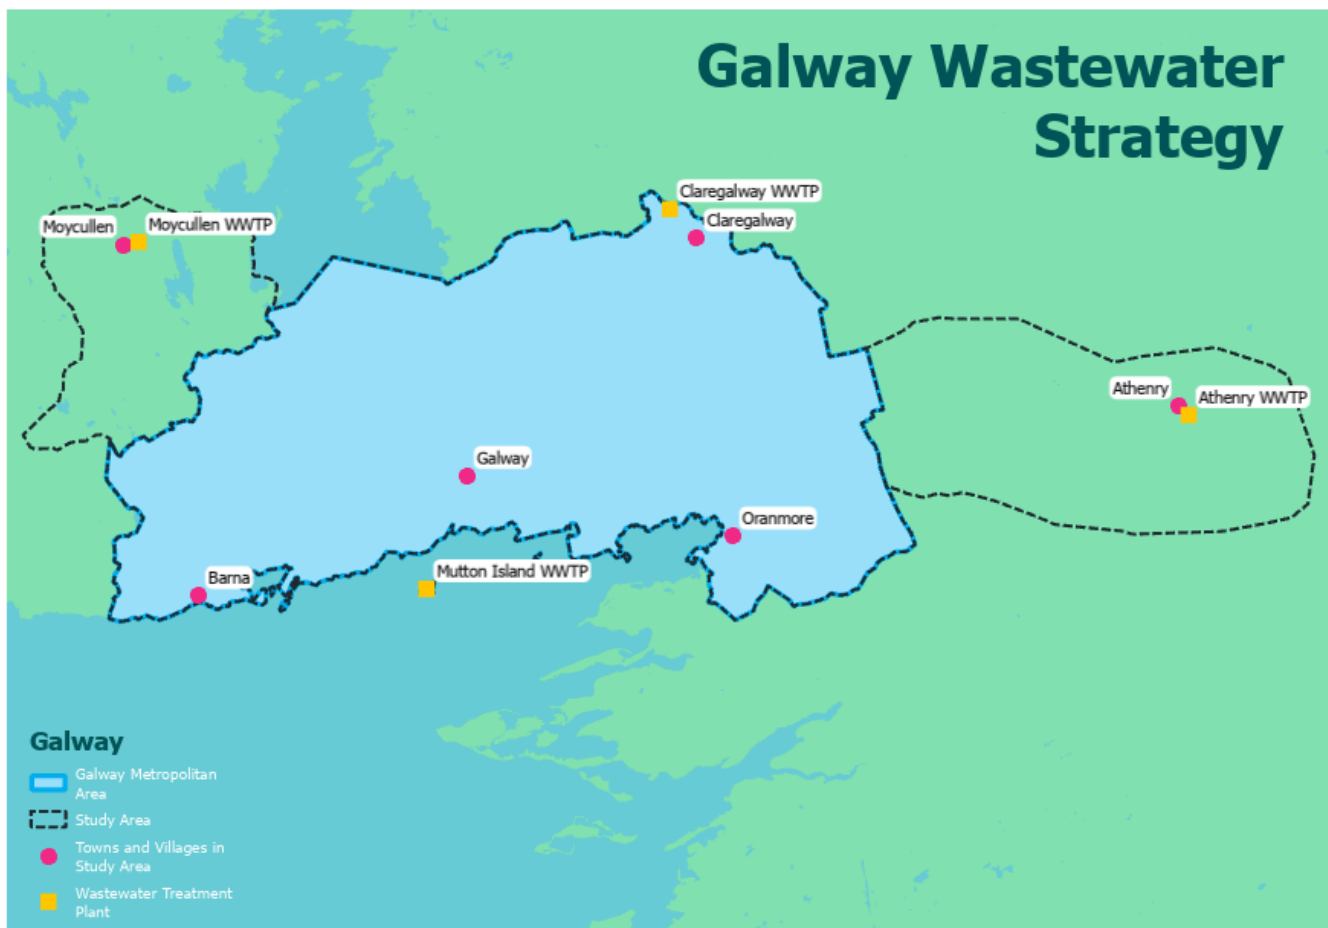 Galway Wastewater
Strategy
Claregalway WWTP
Claregalway
Moycullen
Moycullen WWTP
Athenry
Athenry WWTP
Galway
Oranmore
Mutton Island WWTP
Barna
Galway
Galway Metropolitan
Area
Study Area
Towns and Villages in
Study Area
Wastewater Treatment
Plant